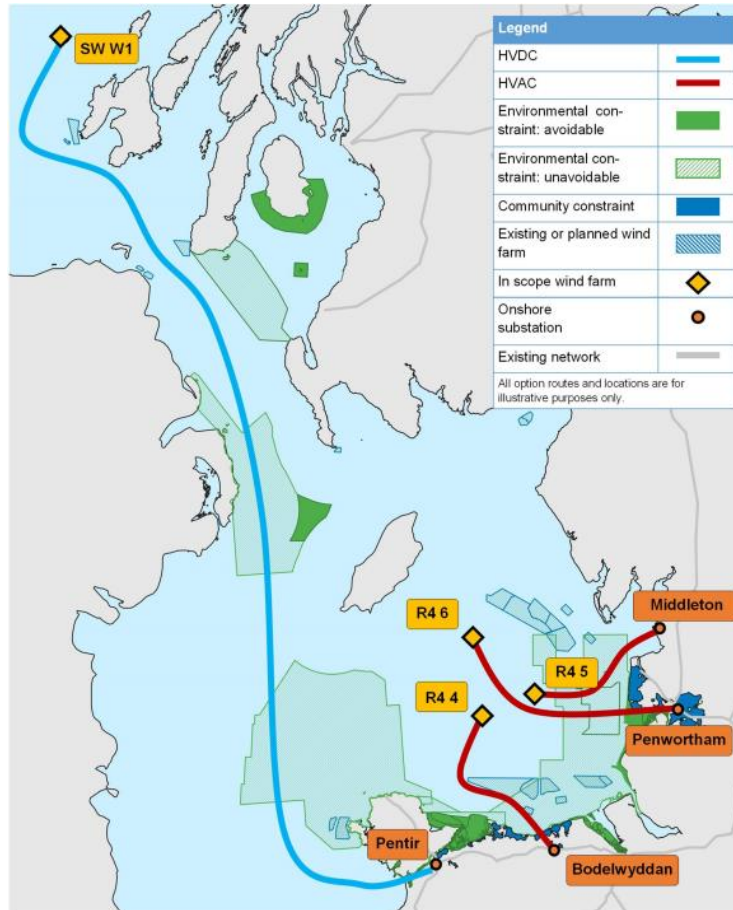 SW W1
Legend
HVDC
HVAC
Environmental con-
straint: avoidable
Environmental con-
straint: unavoidable
Community constraint
Existing or planned wind
farm
In scope wind farm
Onshore
substation
Existing network
All option routes and locations are for
illustrative purposes only.
R4 6
Middleton
R4 5
R4 4
Penwortham
Pentir
Bodelwyddan